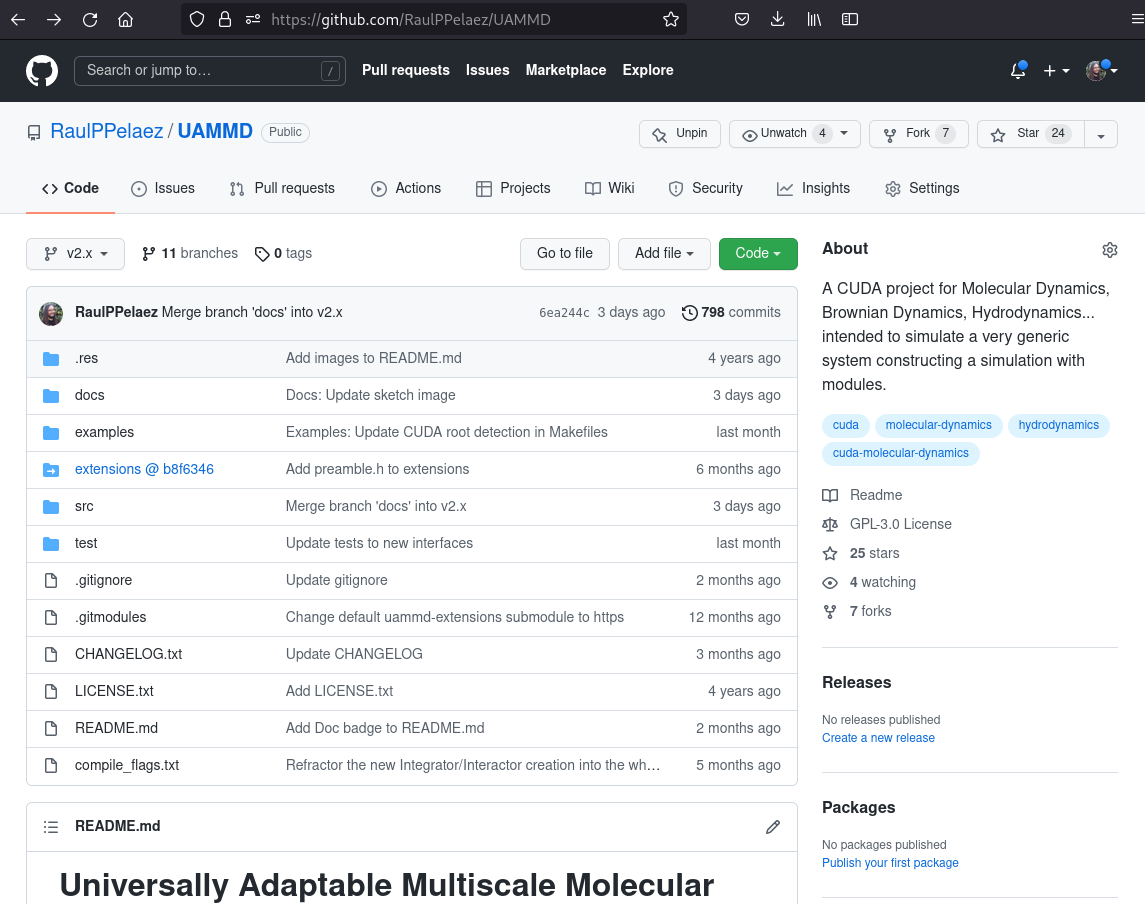 https://github.com/RaulPPelaez/UAMMD
Search or jump to… /
Pull requests Issues Marketplace Explore
RaulPPelaez / UAMMD Public
Unpin Unwatch 4 Fork 7 Star 24
Code Issues Pull requests Actions Projects Wiki Security Insights Settings
v2.x 11 branches 0 tags Go to file Add file Code
RaulPPelaez Merge branch 'docs' into v2.x 6ea244c 3 days ago 798 commits
.res Add images to README.md 4 years ago
docs Docs: Update sketch image 3 days ago
examples Examples: Update CUDA root detection in Makefiles last month
extensions @ b8f6346 Add preamble.h to extensions 6 months ago
src Merge branch 'docs' into v2.x 3 days ago
test Update tests to new interfaces last month
.gitignore Update gitignore 2 months ago
.gitmodules Change default uammd-extensions submodule to https 12 months ago
CHANGELOG.txt Update CHANGELOG 3 months ago
LICENSE.txt Add LICENSE.txt 4 years ago
README.md Add Doc badge to README.md 2 months ago
compile_flags.txt Refractor the new Integrator/Interactor creation into the wh… 5 months ago
README.md
Universally Adaptable Multiscale Molecular
About
A CUDA project for Molecular Dynamics,
Brownian Dynamics, Hydrodynamics...
intended to simulate a very generic
system constructing a simulation with
modules.
cuda molecular-dynamics hydrodynamics
cuda-molecular-dynamics
Readme
GPL-3.0 License
25 stars
4 watching
7 forks
Releases
No releases published
Create a new release
Packages
No packages published
Publish your first package